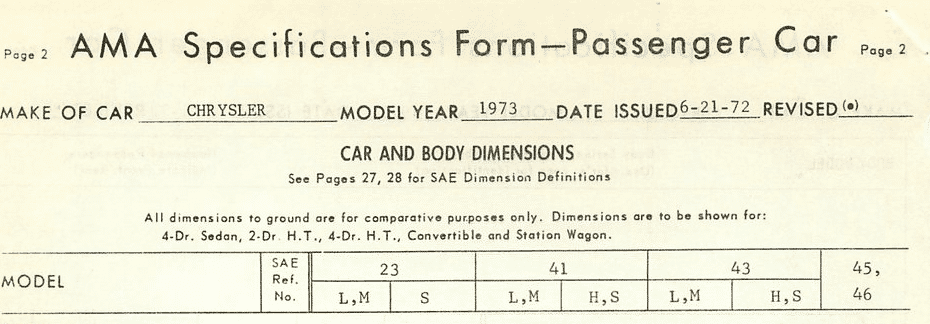 Page 2 AMA Specifications Form—Passenger Car Page 2
MAKE OF CAR CHRYSLER MODEL YEAR 1973 DATE ISSUED 6-21-72 REVISED (•)
CAR AND BODY DIMENSIONS
See Pages 27, 28 for SAE Dimension Definitions
All dimensions to ground are for comparative purposes only. Dimensions are to be shown for:
4-Dr. Sedan, 2-Dr. H.T., 4-Dr. H.T., Convertible and Station Wagon.
MODEL SAE Ref. No. 23 41 43 45, 46
L,M S L,M H,S L,M H,S